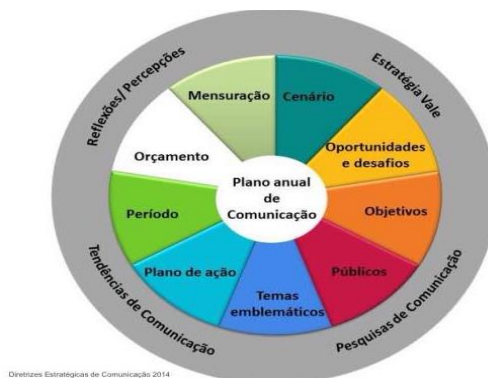 Reflexões/ Percepções
Estratégia Vale
Mensuração
Cenário
Orçamento
Oportunidades
e desafios
Plano anual
de
Comunicação
Período
Objetivos
Plano de ação
Públicos
Temas
emblemáticos
Tendências de Comunicação
Pesquisas de Comunicação
Diretrizes Estratégicas de Comunicação 2014